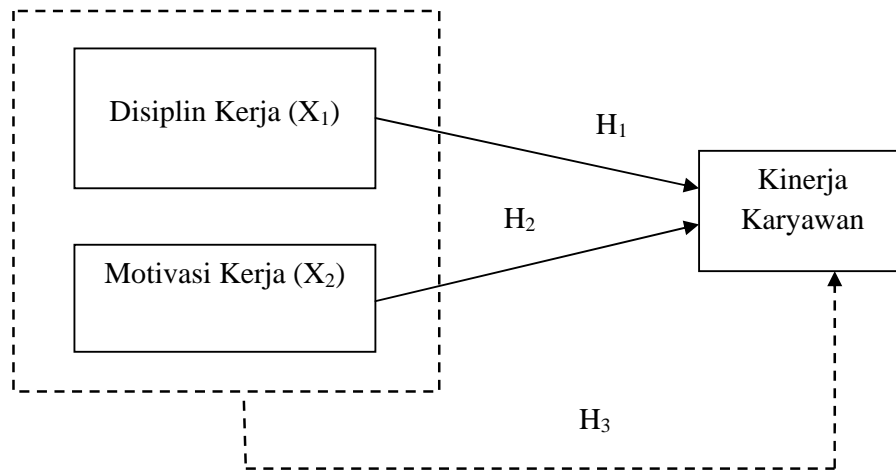 Disiplin Kerja (X₁)
H₁
Kinerja
Karyawan
H₂
Motivasi Kerja (X₂)
H₃